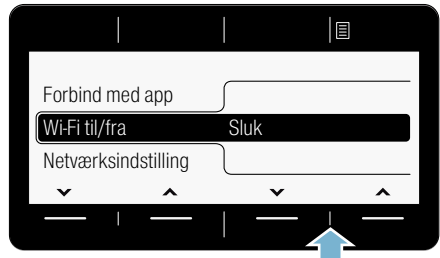 Forbind med app
Wi-Fi til/fra Sluk
Netværksindstilling